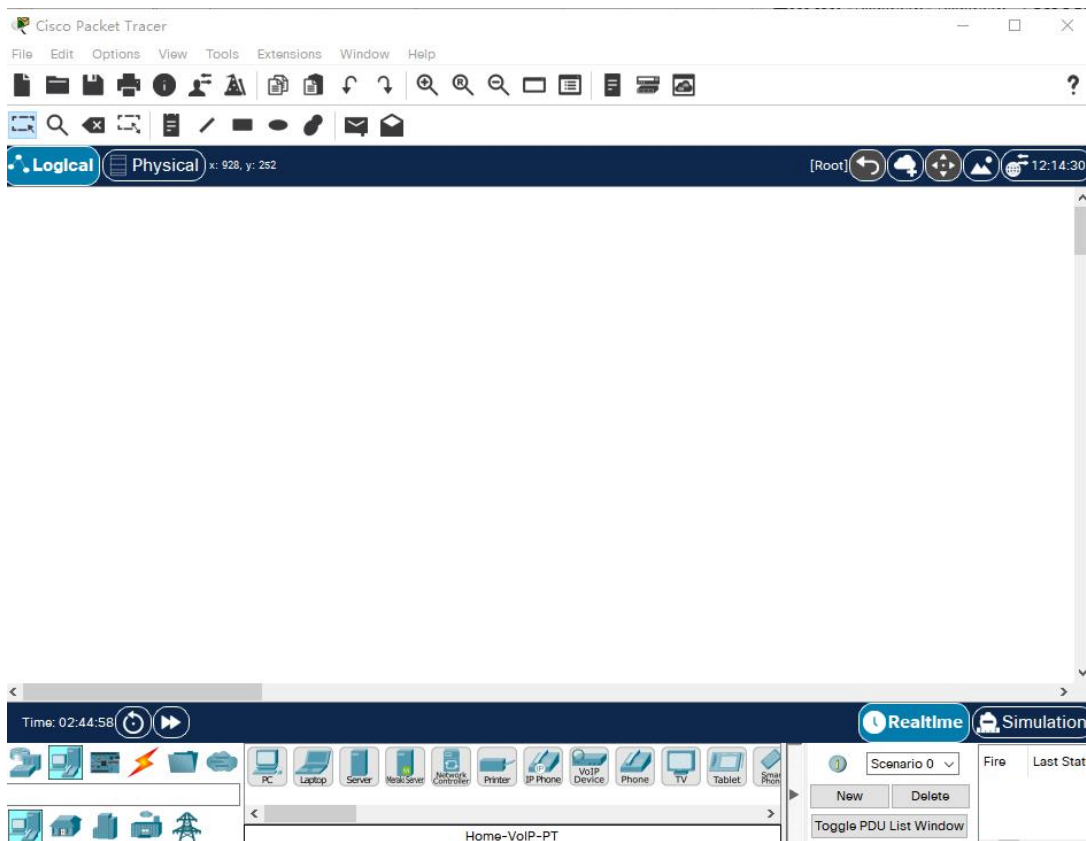 Cisco Packet Tracer
File Edit Options View Tools Extensions Window Help
?
Logical Physical x: 928, y: 252 [Root] 12:14:30
Time: 02:44:58 Realtime Simulation
PC Laptop Server Meraki Server Network Controller Printer IP Phone VoIP Device Phone TV Tablet
Scenario 0 Fire Last Stat
New Delete
Toggle PDU List Window
Home-VoIP-PT